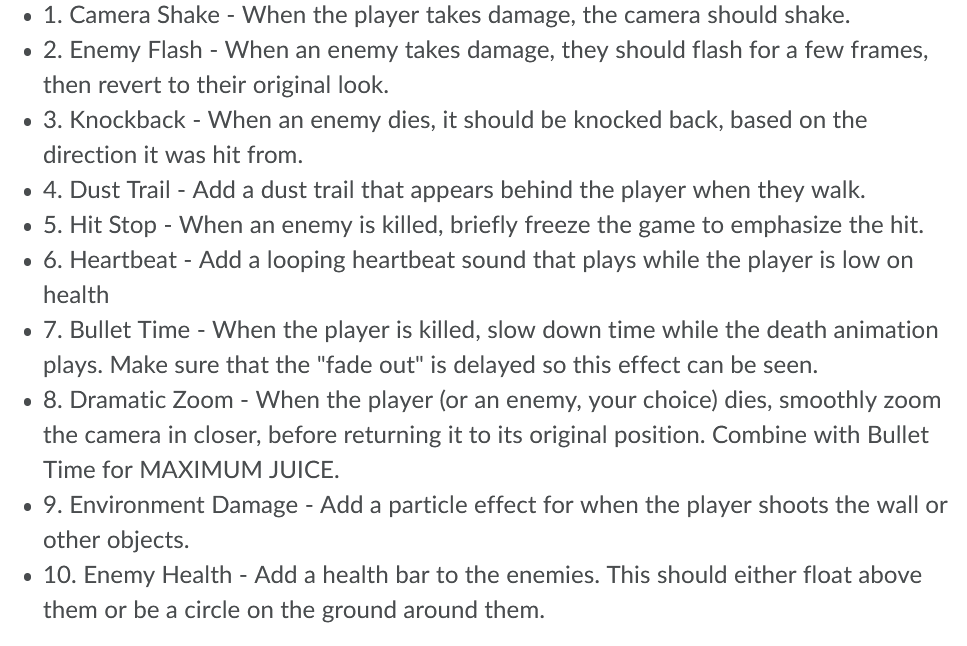 • 1. Camera Shake - When the player takes damage, the camera should shake.
• 2. Enemy Flash - When an enemy takes damage, they should flash for a few frames,
then revert to their original look.
• 3. Knockback - When an enemy dies, it should be knocked back, based on the
direction it was hit from.
• 4. Dust Trail - Add a dust trail that appears behind the player when they walk.
• 5. Hit Stop - When an enemy is killed, briefly freeze the game to emphasize the hit.
• 6. Heartbeat - Add a looping heartbeat sound that plays while the player is low on
health
• 7. Bullet Time - When the player is killed, slow down time while the death animation
plays. Make sure that the "fade out" is delayed so this effect can be seen.
• 8. Dramatic Zoom - When the player (or an enemy, your choice) dies, smoothly zoom
the camera in closer, before returning it to its original position. Combine with Bullet
Time for MAXIMUM JUICE.
• 9. Environment Damage - Add a particle effect for when the player shoots the wall or
other objects.
• 10. Enemy Health - Add a health bar to the enemies. This should either float above
them or be a circle on the ground around them.